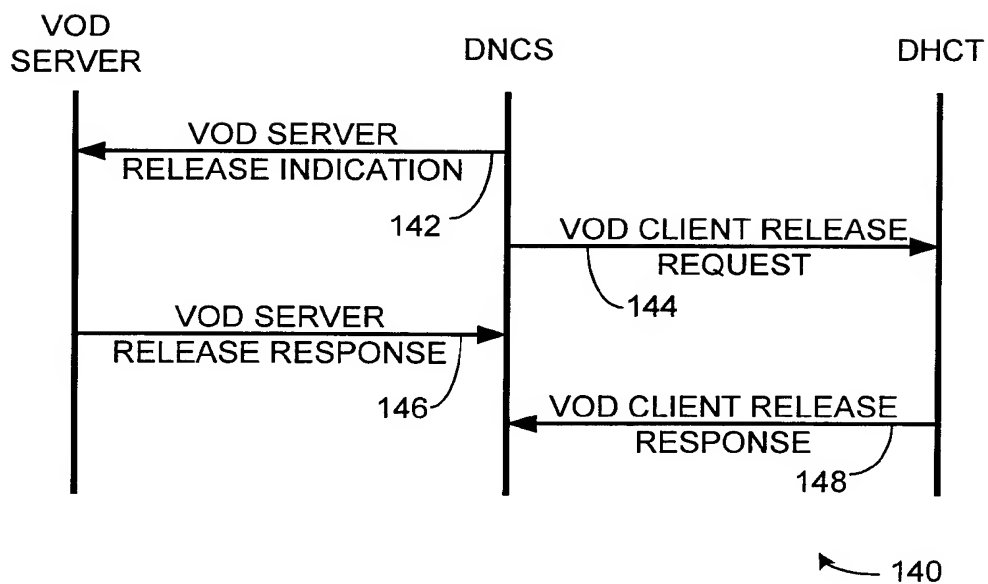 VOD
SERVER
DNCS
DHCT
VOD SERVER
RELEASE INDICATION
142
VOD CLIENT RELEASE
REQUEST
144
VOD SERVER
RELEASE RESPONSE
146
VOD CLIENT RELEASE
RESPONSE
148
140